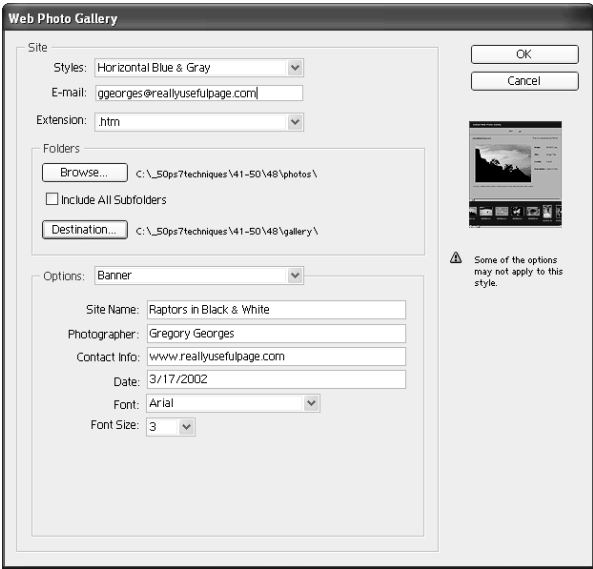 Web Photo Gallery
Site
Styles: Horizontal Blue & Gray
E-mail: ggeorges@reallyusefulpage.com
Extension: .htm
Folders
Browse... C:\_50ps7techniques\41-50\48\photos\
Include All Subfolders
Destination... C:\_50ps7techniques\41-50\48\gallery\
Options: Banner
Site Name: Raptors in Black & White
Photographer: Gregory Georges
Contact Info: www.reallyusefulpage.com
Date: 3/17/2002
Font: Arial
Font Size: 3
OK
Cancel
Some of the options
may not apply to this
style.